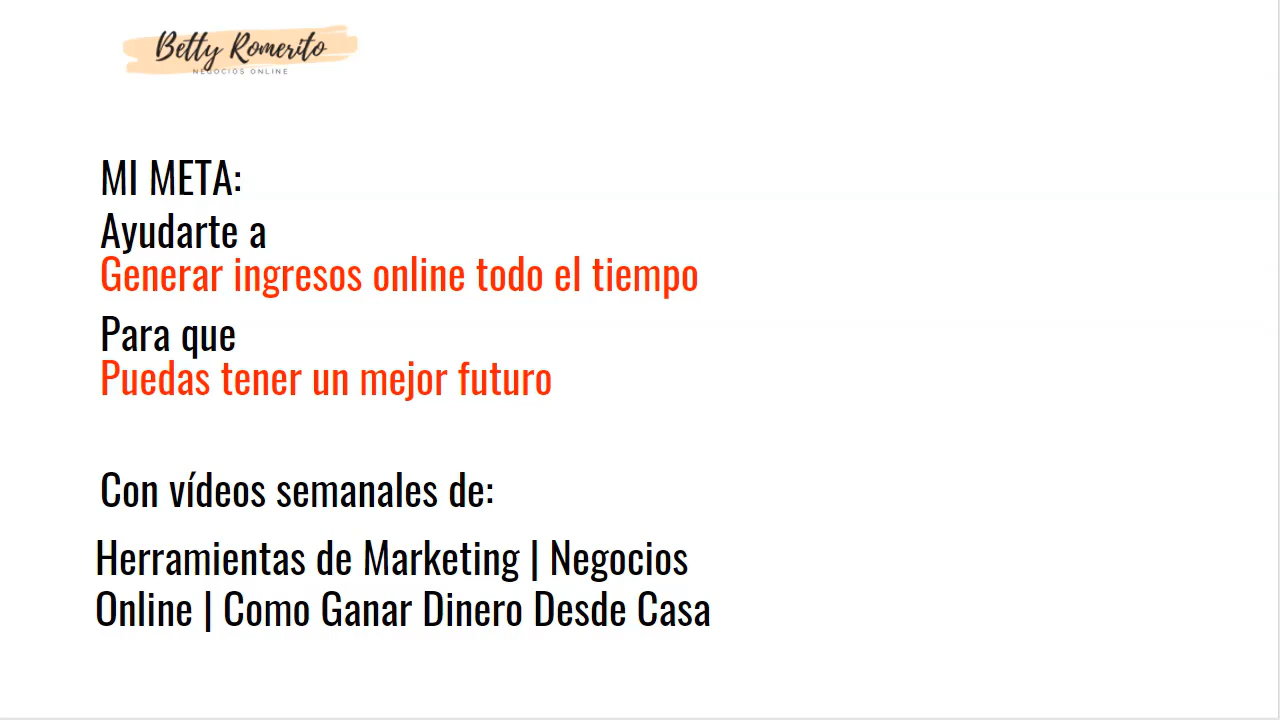 Betty Romerito
NEGOCIOS ONLINE
MI META:
Ayudarte a
Generar ingresos online todo el tiempo
Para que
Puedas tener un mejor futuro
Con vídeos semanales de:
Herramientas de Marketing | Negocios
Online | Como Ganar Dinero Desde Casa